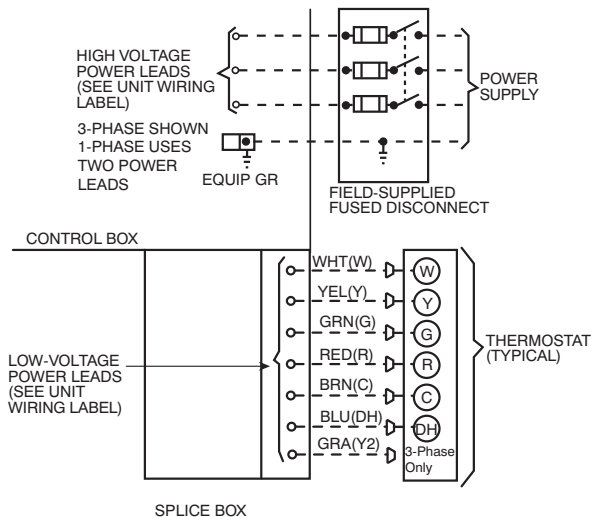 HIGH VOLTAGE
POWER LEADS
(SEE UNIT WIRING
LABEL)
POWER
SUPPLY
3-PHASE SHOWN
1-PHASE USES
TWO POWER
LEADS
EQUIP GR
FIELD-SUPPLIED
FUSED DISCONNECT
CONTROL BOX
WHT(W)
W
YEL(Y)
Y
GRN(G)
G
RED(R)
R
BRN(C)
C
BLU(DH)
DH
GRA(Y2)
3-Phase
Only
THERMOSTAT
(TYPICAL)
LOW-VOLTAGE
POWER LEADS
(SEE UNIT
WIRING LABEL)
SPLICE BOX